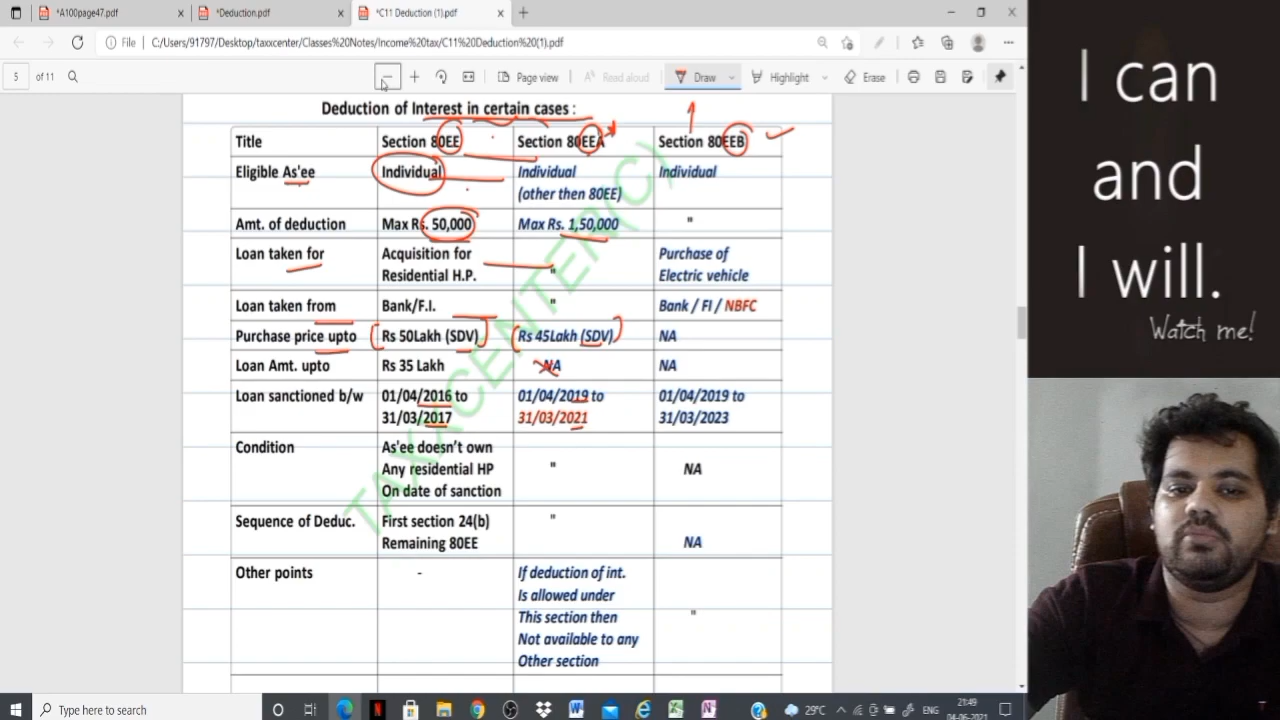 *A100page47.pdf
*Deduction.pdf
*C11 Deduction (1).pdf
File
C:/Users/91797/Desktop/taxxcenter/Classes%20Notes/Income%20tax/C11%20Deduction%20(1).pdf
5 of 11
Page view
Read aloud
Draw
Highlight
Erase
Deduction of Interest in certain cases :
Title Section 80EE Section 80EEA Section 80EEB
Eligible As'ee Individual Individual Individual
(other then 80EE)
Amt. of deduction Max Rs. 50,000 Max Rs. 1,50,000 "
Loan taken for Acquisition for Purchase of
Residential H.P. " Electric vehicle
Loan taken from Bank/F.I. " Bank / FI / NBFC
Purchase price upto Rs 50Lakh (SDV) Rs 45Lakh (SDV) NA
Loan Amt. upto Rs 35 Lakh NA NA
Loan sanctioned b/w 01/04/2016 to 01/04/2019 to 01/04/2019 to
31/03/2017 31/03/2021 31/03/2023
Condition As'ee doesn't own
Any residential HP " NA
On date of sanction
Sequence of Deduc. First section 24(b) "
Remaining 80EE NA
Other points - If deduction of int.
Is allowed under
This section then "
Not available to any
Other section
TAXXCENTER(C)
I can
and
I will.
Watch me!
Type here to search
29°C
ENG
21:49
04-06-2021